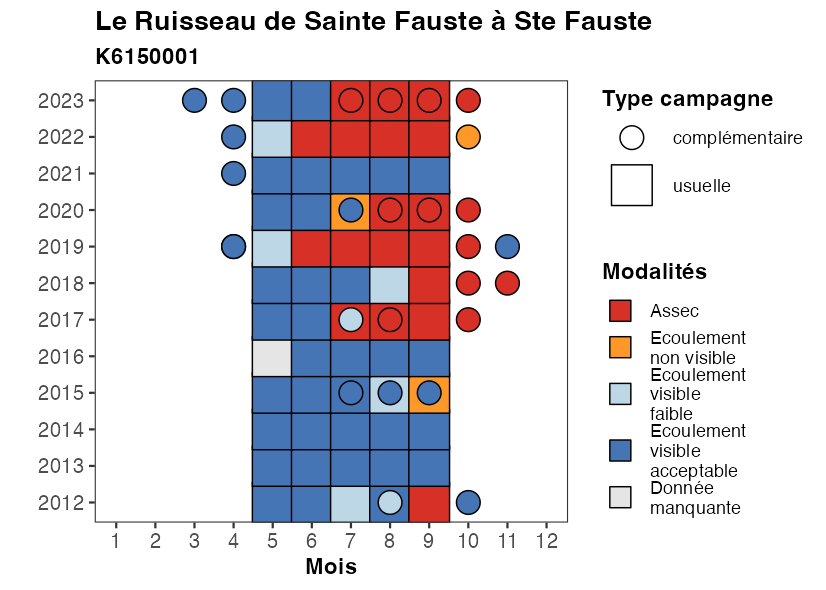 Le Ruisseau de Sainte Fauste à Ste Fauste
K6150001
2023
2022
2021
2020
2019
2018
2017
2016
2015
2014
2013
2012
1 2 3 4 5 6 7 8 9 10 11 12
Mois
Type campagne
complémentaire
usuelle
Modalités
Assec
Ecoulement
non visible
Ecoulement
visible
faible
Ecoulement
visible
acceptable
Donnée
manquante